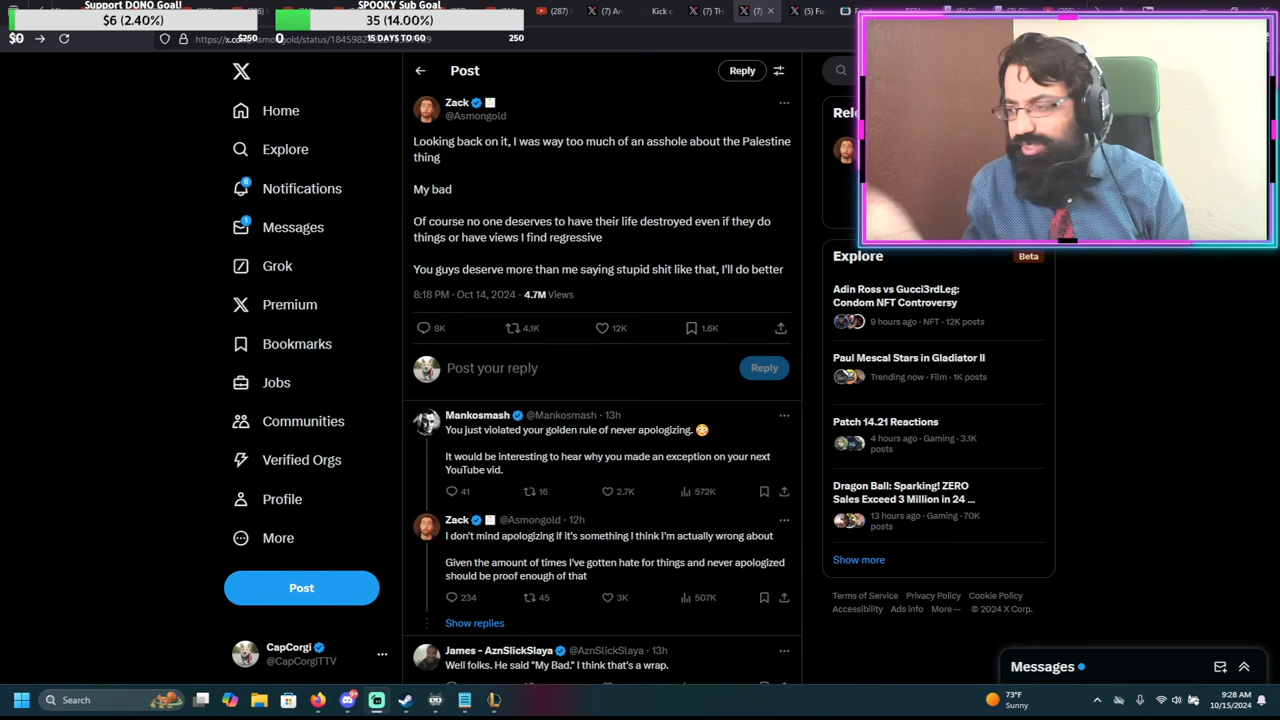 Support DONO Goal!
$6 (2.40%)
$0
$250
SPOOKY Sub Goal
35 (14.00%)
0
15 DAYS TO GO
250
(287
(7) Ar
Kick
(7) TH
(7)
(5) Fu
Post
Reply
Zack
@Asmongold
Looking back on it, I was way too much of an asshole about the Palestine
thing
My bad
Of course no one deserves to have their life destroyed even if they do
things or have views I find regressive
You guys deserve more than me saying stupid shit like that, I'll do better
8:18 PM · Oct 14, 2024 · 4.7M Views
8K
4.1K
12K
1.6K
Post your reply
Reply
Mankosmash @Mankosmash · 13h
You just violated your golden rule of never apologizing.
It would be interesting to hear why you made an exception on your next
YouTube vid.
41
16
2.7K
572K
Zack @Asmongold · 12h
I don't mind apologizing if it's something I think I'm actually wrong about
Given the amount of times I've gotten hate for things and never apologized
should be proof enough of that
234
45
3K
507K
Show replies
James - AznSlickSlaya @AznSlickSlaya · 13h
Well folks. He said "My Bad." I think that's a wrap.
Home
Explore
6
Notifications
1
Messages
Grok
Premium
Bookmarks
Jobs
Communities
Verified Orgs
Profile
More
Post
CapCorgi
@CapCorgiTTV
Explore
Beta
Adin Ross vs Gucci3rdLeg:
Condom NFT Controversy
9 hours ago · NFT · 12K posts
Paul Mescal Stars in Gladiator II
Trending now · Film · 1K posts
Patch 14.21 Reactions
4 hours ago · Gaming · 3.1K
posts
Dragon Ball: Sparking! ZERO
Sales Exceed 3 Million in 24 ...
13 hours ago · Gaming · 70K
posts
Show more
Terms of Service Privacy Policy Cookie Policy
Accessibility Ads info More ··· © 2024 X Corp.
Messages
Search
73°F
Sunny
9:28 AM
10/15/2024